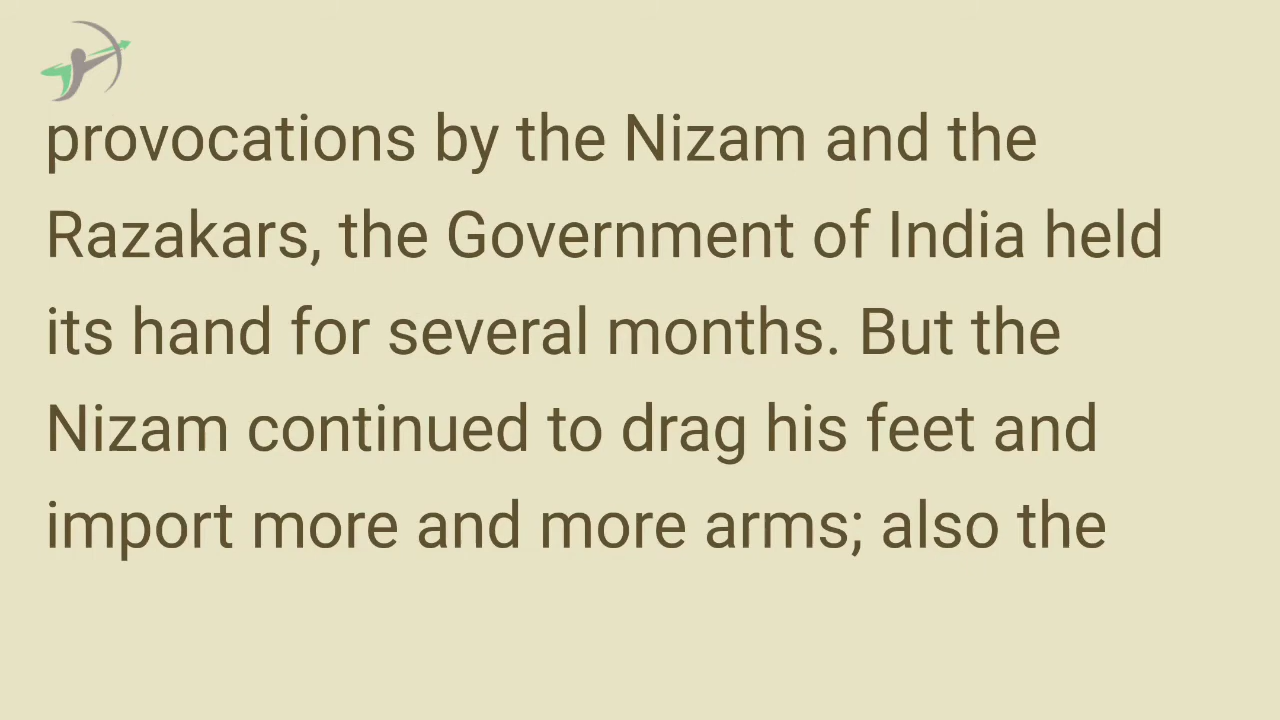 provocations by the Nizam and the
Razakars, the Government of India held
its hand for several months. But the
Nizam continued to drag his feet and
import more and more arms; also the